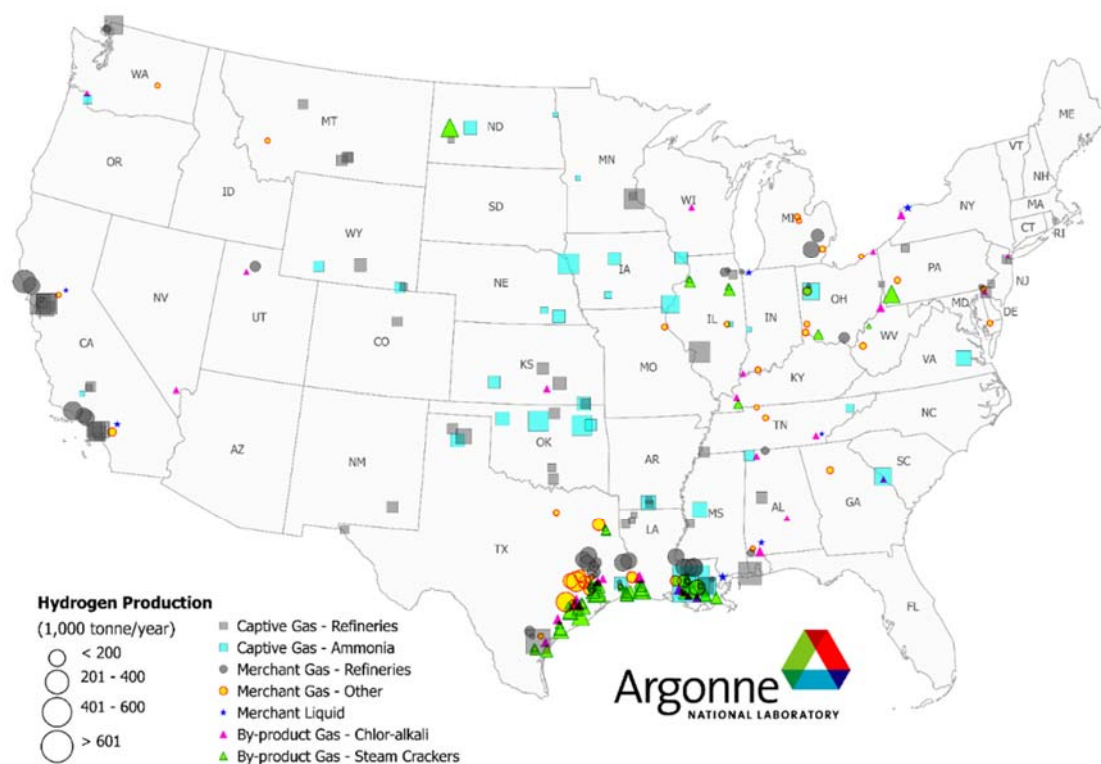 WA
MT
ND
MN
ME
VT
NH
OR
ID
SD
WI
MI
NY
MA
CT
RI
WY
IA
PA
NJ
NE
NV
UT
IL
IN
OH
MD
DE
CA
CO
KS
MO
WV
VA
KY
AZ
NM
OK
AR
TN
NC
SC
TX
LA
MS
AL
GA
FL
Hydrogen Production
(1,000 tonne/year)
< 200
201 - 400
401 - 600
> 601
Captive Gas - Refineries
Captive Gas - Ammonia
Merchant Gas - Refineries
Merchant Gas - Other
Merchant Liquid
By-product Gas - Chlor-alkali
By-product Gas - Steam Crackers
Argonne
NATIONAL LABORATORY